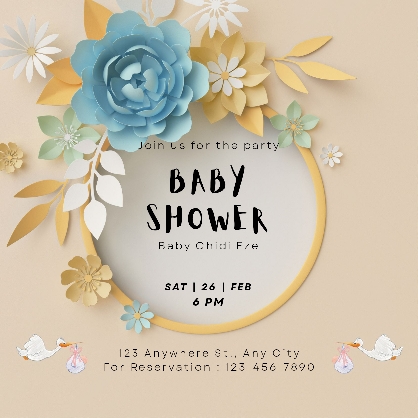 Join us for the party
BABY
SHOWER
Baby Chidi Eze
SAT | 26 | FEB
6 PM
123 Anywhere St., Any City
For Reservation : 123-456-7890